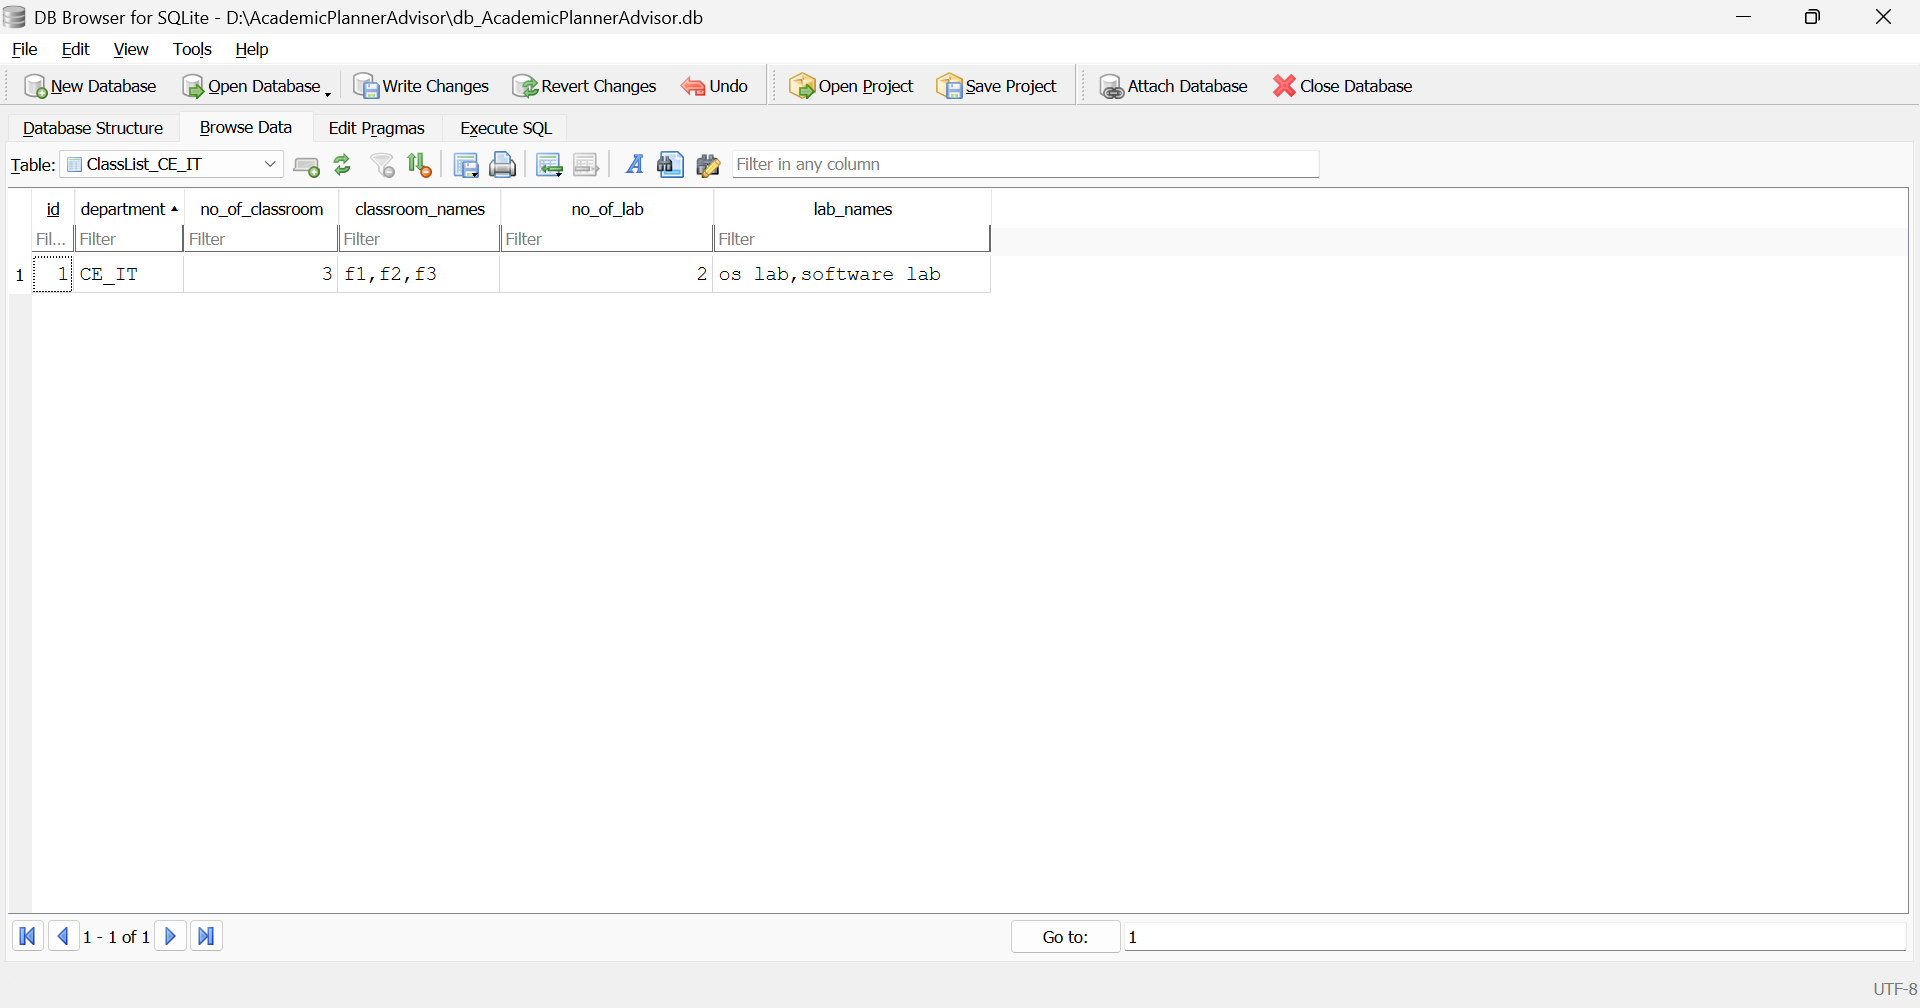 DB Browser for SQLite - D:\AcademicPlannerAdvisor\db_AcademicPlannerAdvisor.db
File Edit View Tools Help
New Database Open Database Write Changes Revert Changes Undo Open Project Save Project Attach Database Close Database
Database Structure Browse Data Edit Pragmas Execute SQL
Table: ClassList_CE_IT Filter in any column
id department no_of_classroom classroom_names no_of_lab lab_names
Fil... Filter Filter Filter Filter Filter
1 1 CE_IT 3 f1,f2,f3 2 os lab,software lab
1 - 1 of 1 Go to: 1
UTF-8